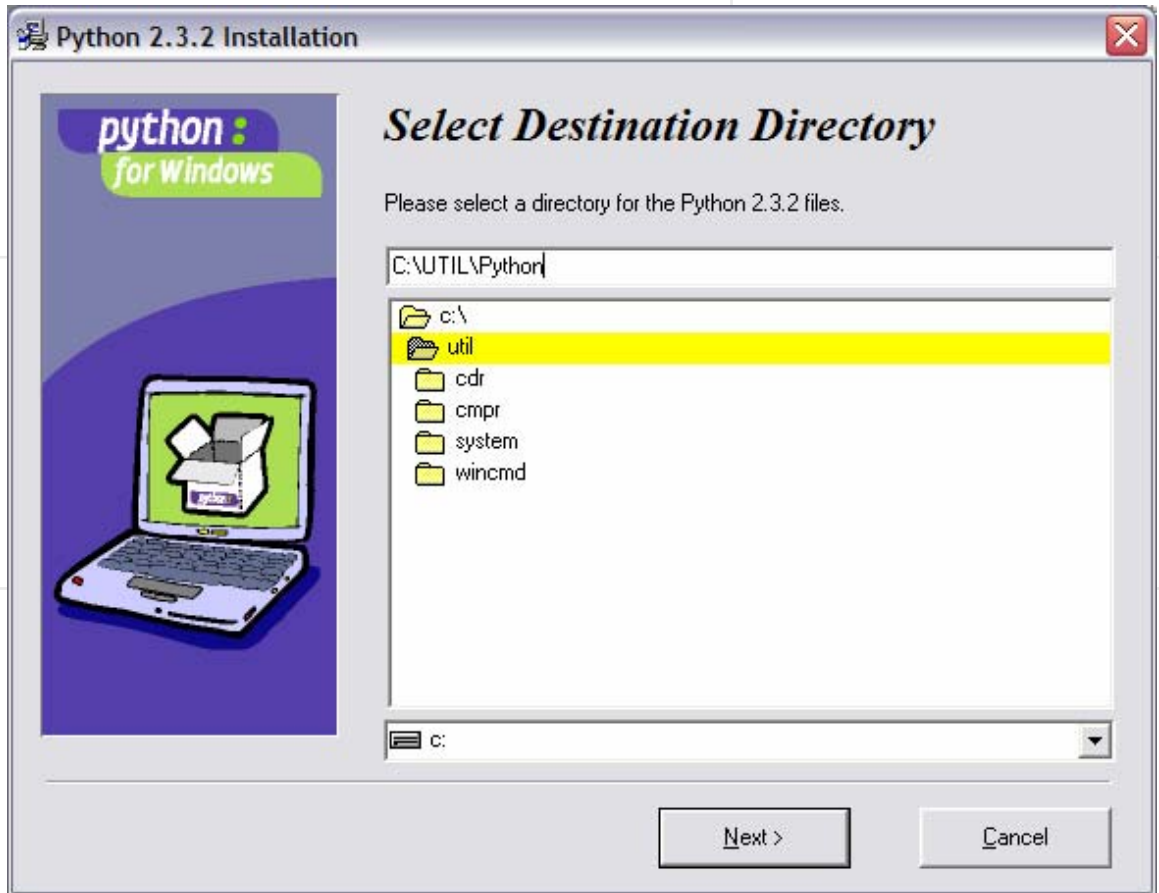 Python 2.3.2 Installation
python:
for Windows
Select Destination Directory
Please select a directory for the Python 2.3.2 files.
C:\UTIL\Python
c:\
util
cdr
cmpr
system
wincmd
python:
c:
Next >
Cancel